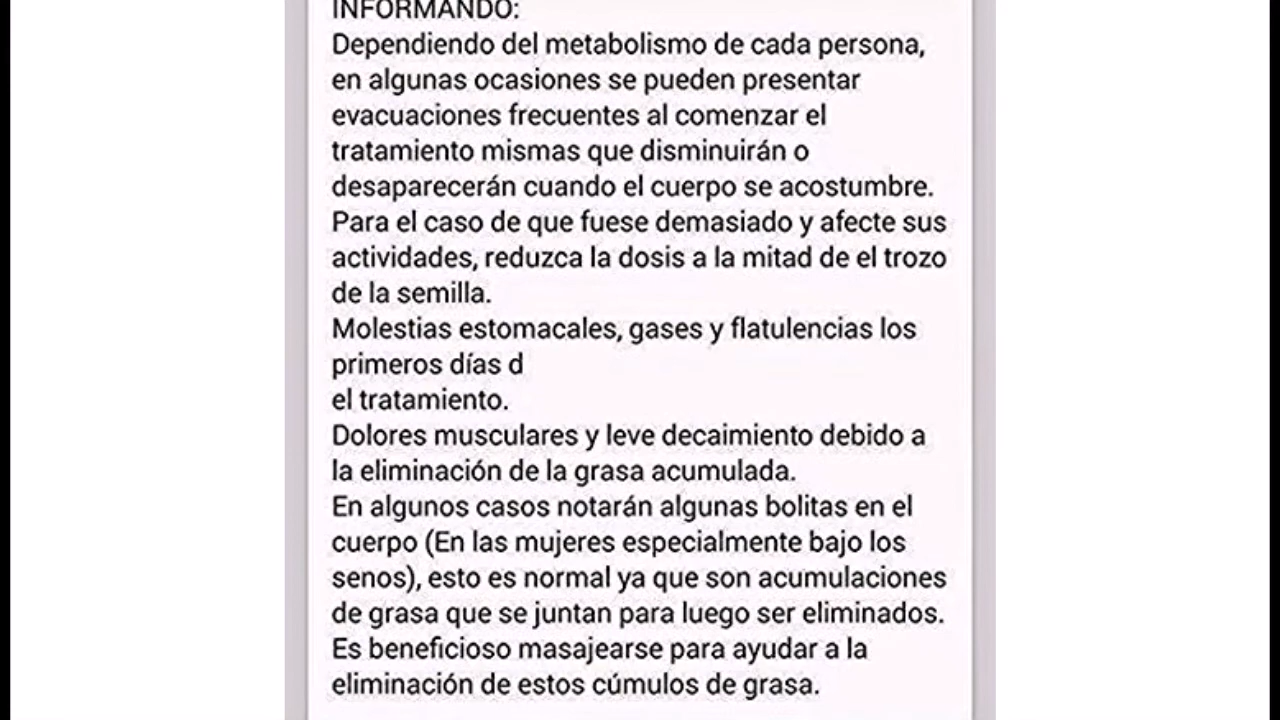 INFORMANDO:
Dependiendo del metabolismo de cada persona,
en algunas ocasiones se pueden presentar
evacuaciones frecuentes al comenzar el
tratamiento mismas que disminuirán o
desaparecerán cuando el cuerpo se acostumbre.
Para el caso de que fuese demasiado y afecte sus
actividades, reduzca la dosis a la mitad de el trozo
de la semilla.
Molestias estomacales, gases y flatulencias los
primeros días d
el tratamiento.
Dolores musculares y leve decaimiento debido a
la eliminación de la grasa acumulada.
En algunos casos notarán algunas bolitas en el
cuerpo (En las mujeres especialmente bajo los
senos), esto es normal ya que son acumulaciones
de grasa que se juntan para luego ser eliminados.
Es beneficioso masajearse para ayudar a la
eliminación de estos cúmulos de grasa.